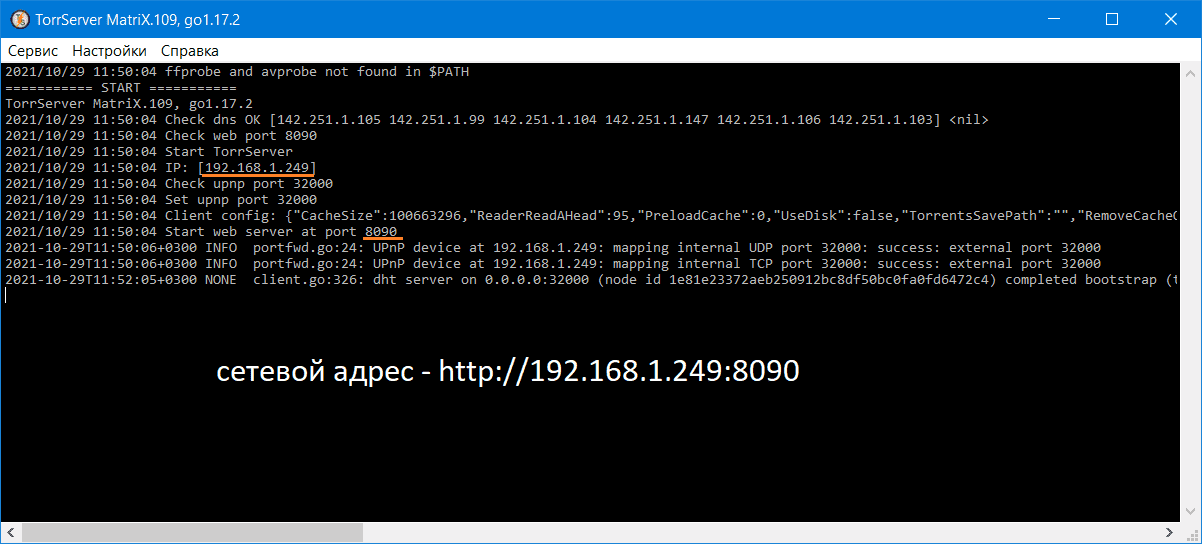 TorrServer MatriX.109, go1.17.2
Сервис Настройки Справка
2021/10/29 11:50:04 ffprobe and avprobe not found in $PATH
=========== START ===========
TorrServer MatriX.109, go1.17.2
2021/10/29 11:50:04 Check dns OK [142.251.1.105 142.251.1.99 142.251.1.104 142.251.1.147 142.251.1.106 142.251.1.103] <nil>
2021/10/29 11:50:04 Check web port 8090
2021/10/29 11:50:04 Start TorrServer
2021/10/29 11:50:04 IP: [192.168.1.249]
2021/10/29 11:50:04 Check upnp port 32000
2021/10/29 11:50:04 Set upnp port 32000
2021/10/29 11:50:04 Client config: {"CacheSize":100663296,"ReaderReadAHead":95,"PreloadCache":0,"UseDisk":false,"TorrentsSavePath":"","RemoveCacheO
2021/10/29 11:50:04 Start web server at port 8090
2021-10-29T11:50:06+0300 INFO  portfwd.go:24: UPnP device at 192.168.1.249: mapping internal UDP port 32000: success: external port 32000
2021-10-29T11:50:06+0300 INFO  portfwd.go:24: UPnP device at 192.168.1.249: mapping internal TCP port 32000: success: external port 32000
2021-10-29T11:52:05+0300 NONE  client.go:326: dht server on 0.0.0.0:32000 (node id 1e81e23372aeb250912bc8df50bc0fa0fd6472c4) completed bootstrap (t
сетевой адрес - http://192.168.1.249:8090